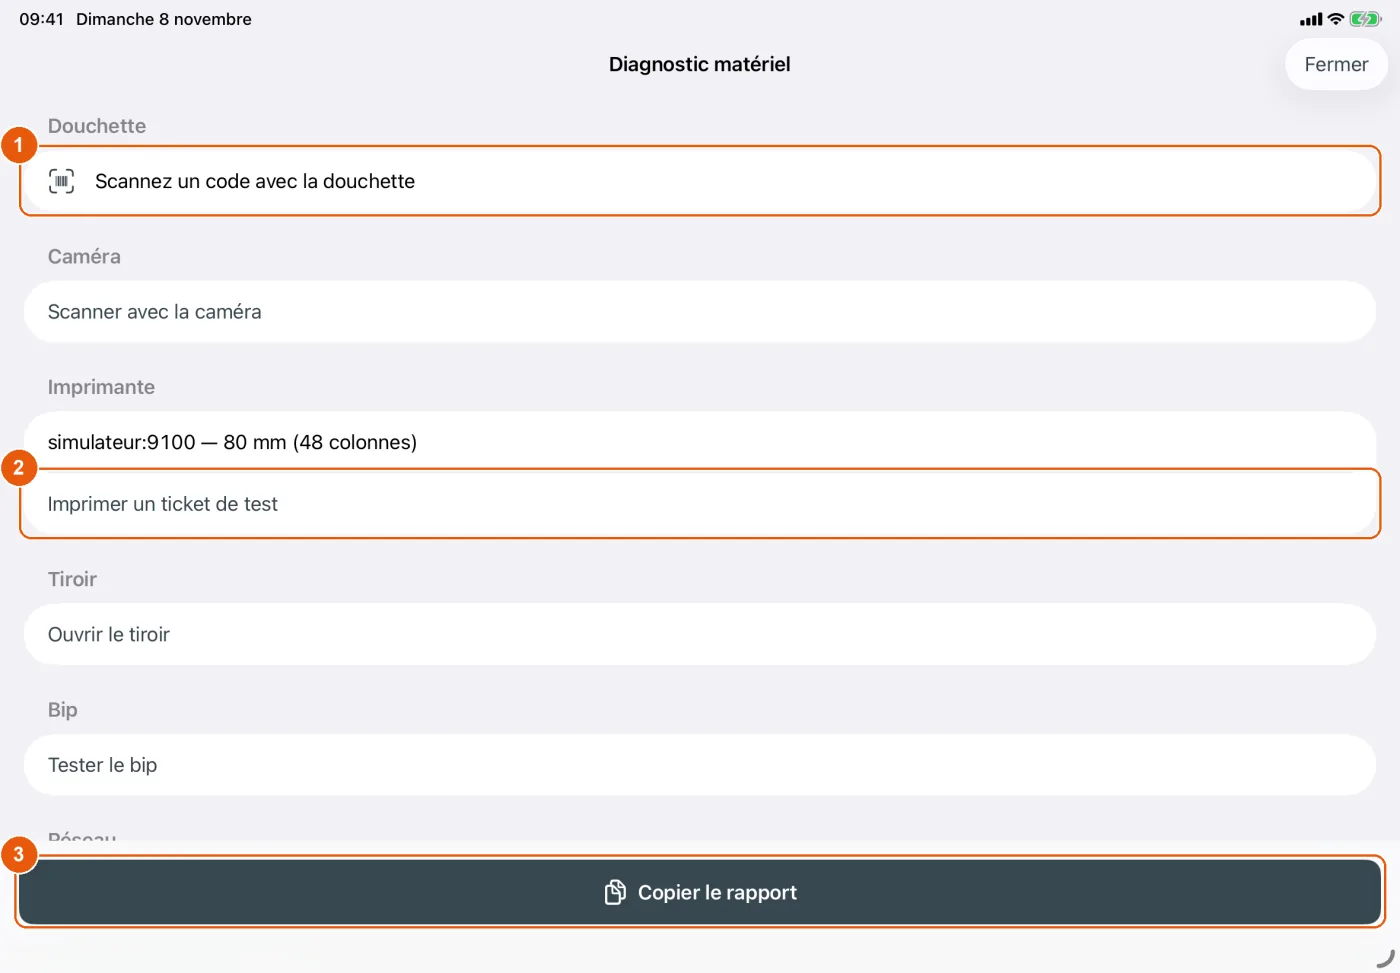 09:41 Dimanche 8 novembre
Diagnostic matériel
Fermer
Douchette
1
Scannez un code avec la douchette
Caméra
Scanner avec la caméra
Imprimante
simulateur:9100 — 80 mm (48 colonnes)
2
Imprimer un ticket de test
Tiroir
Ouvrir le tiroir
Bip
Tester le bip
Réseau
3
Copier le rapport